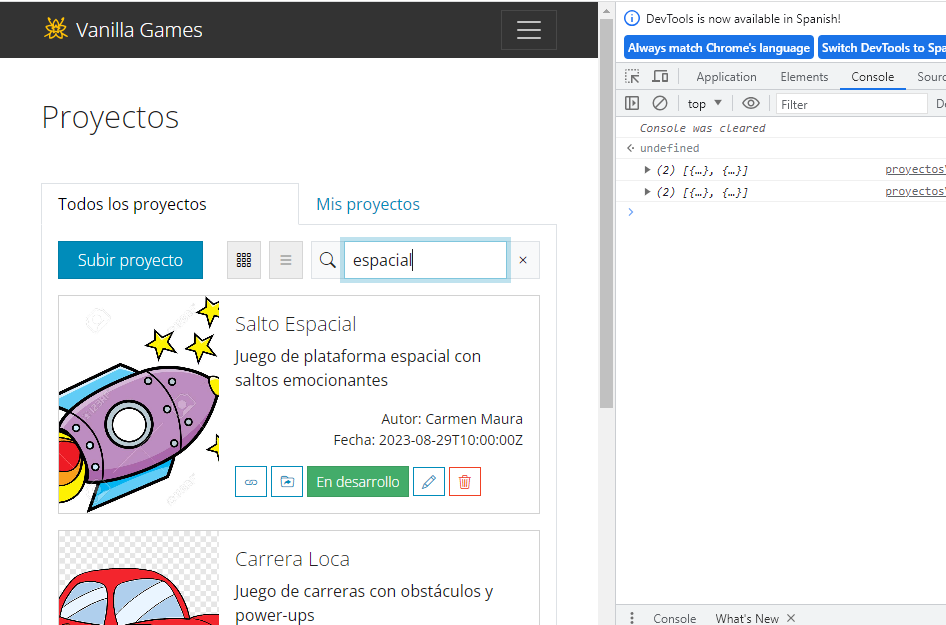 Vanilla Games
Proyectos
Todos los proyectos
Mis proyectos
Subir proyecto
espacial
×
Salto Espacial
Juego de plataforma espacial con
saltos emocionantes
Autor: Carmen Maura
Fecha: 2023-08-29T10:00:00Z
En desarrollo
Carrera Loca
Juego de carreras con obstáculos y
power-ups
DevTools is now available in Spanish!
Always match Chrome's language
Switch DevTools to Spa
Application
Elements
Console
Sourc
top
Filter
De
Console was cleared
undefined
(2) [{…}, {…}]
proyectos?
(2) [{…}, {…}]
proyectos?
Console
What's New